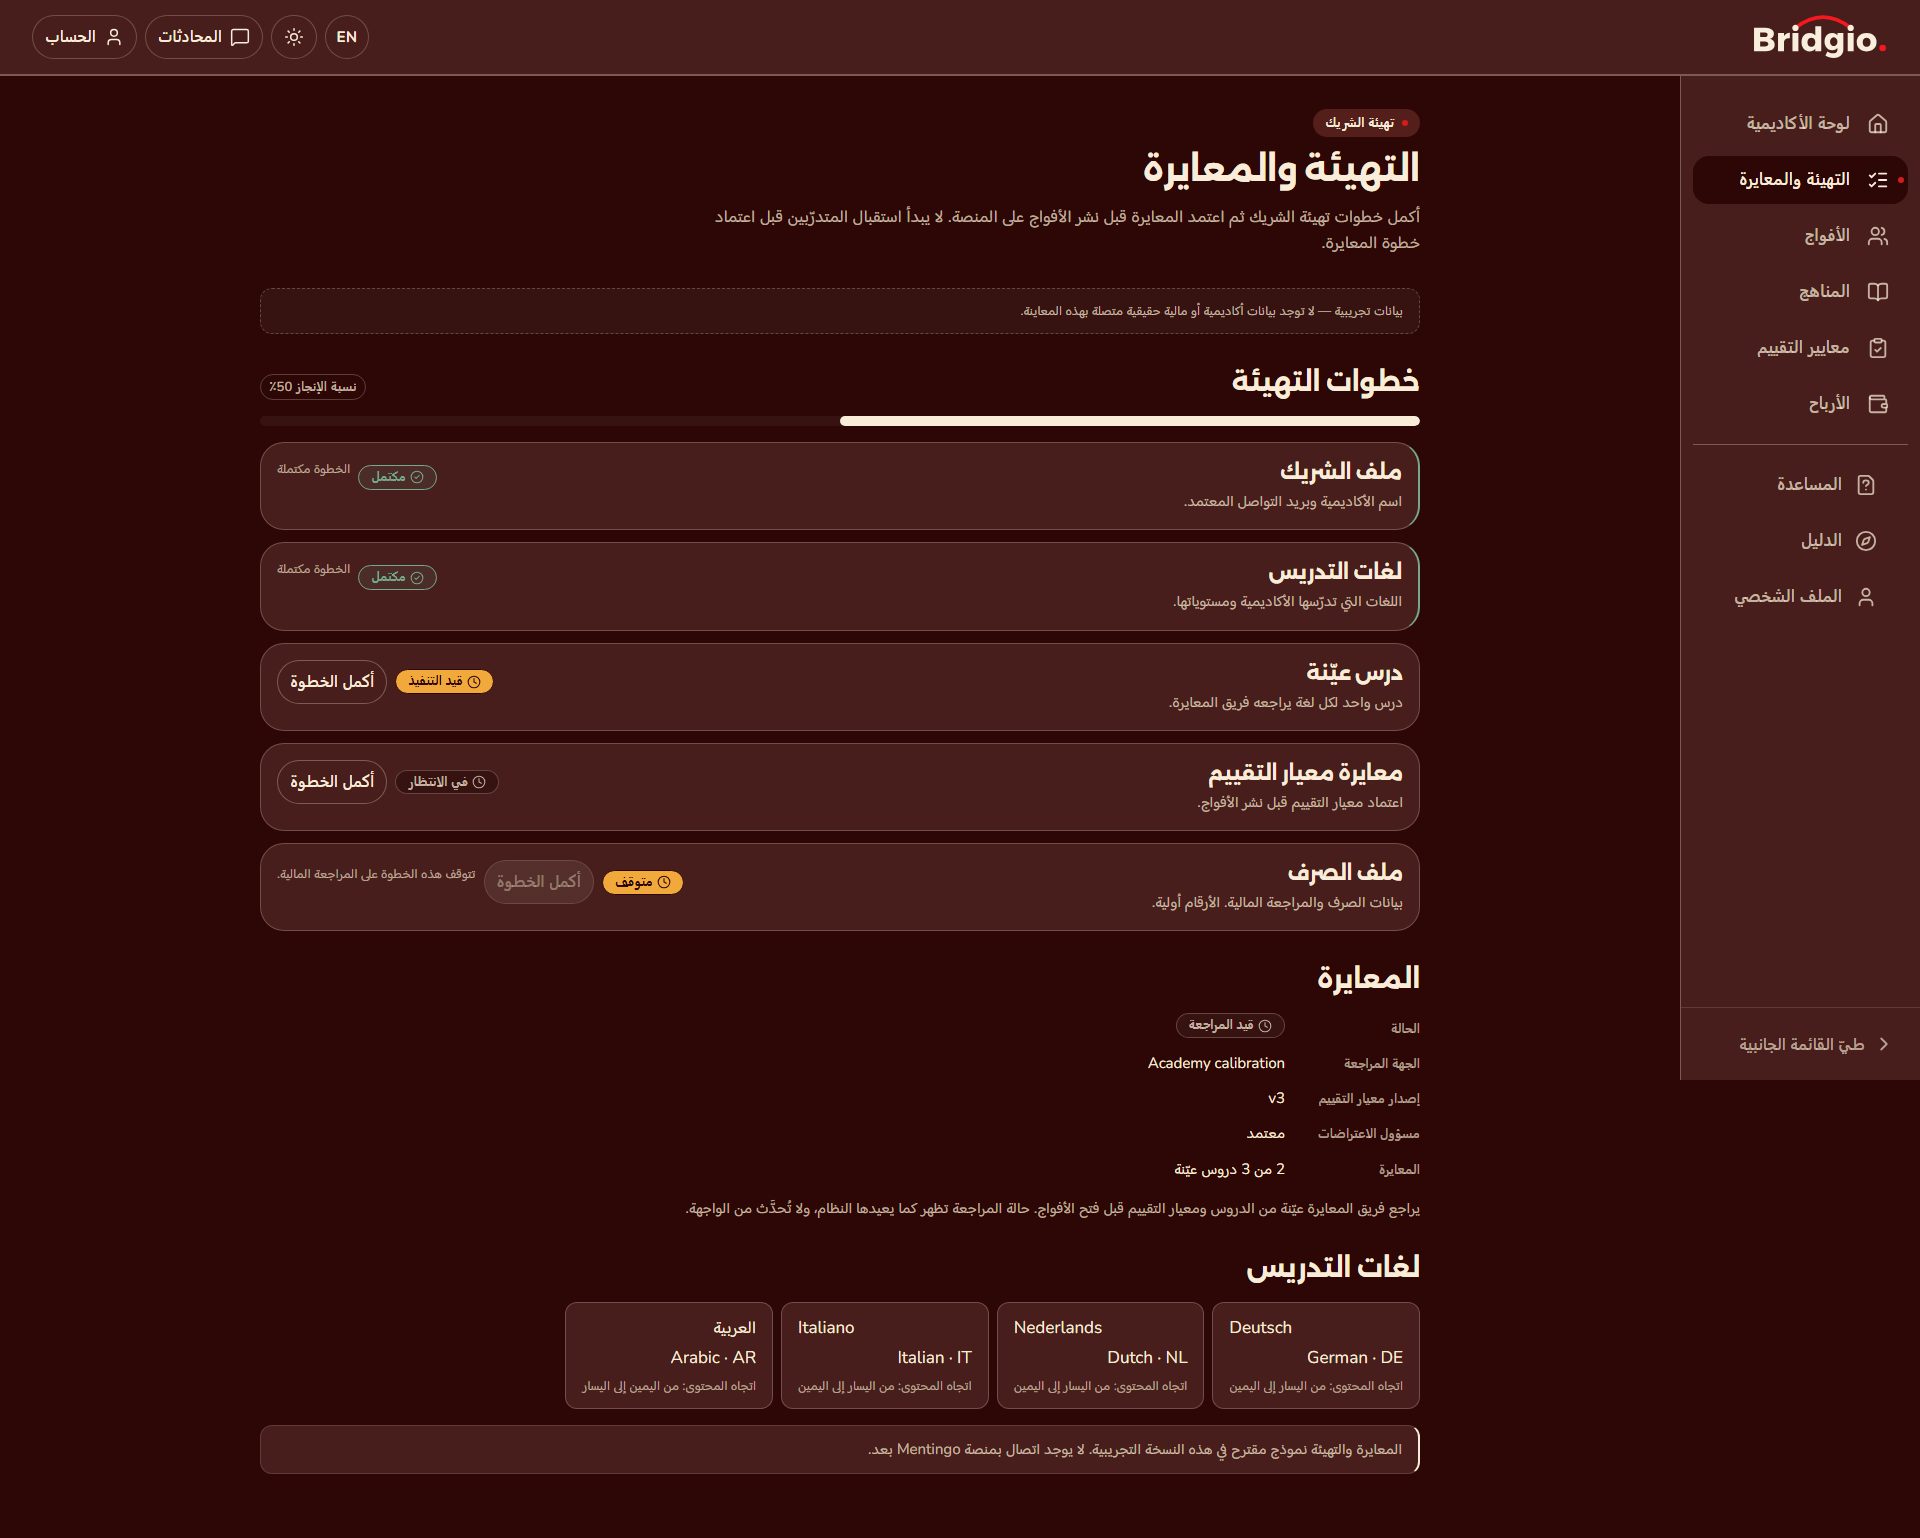 Bridgio.
EN
المحادثات
الحساب
لوحة الأكاديمية
التهيئة والمعايرة
الأفواج
المناهج
معايير التقييم
الأرباح
المساعدة
الدليل
الملف الشخصي
طيّ القائمة الجانبية
تهيئة الشريك
التهيئة والمعايرة
أكمل خطوات تهيئة الشريك ثم اعتمد المعايرة قبل نشر الأفواج على المنصة. لا يبدأ استقبال المتدرّبين قبل اعتماد
خطوة المعايرة.
بيانات تجريبية — لا توجد بيانات أكاديمية أو مالية حقيقية متصلة بهذه المعاينة.
خطوات التهيئة
نسبة الإنجاز 50٪
ملف الشريك
اسم الأكاديمية وبريد التواصل المعتمد.
مكتمل
الخطوة مكتملة
لغات التدريس
اللغات التي تدرّسها الأكاديمية ومستوياتها.
مكتمل
الخطوة مكتملة
درس عيّنة
درس واحد لكل لغة يراجعه فريق المعايرة.
قيد التنفيذ
أكمل الخطوة
معايرة معيار التقييم
اعتماد معيار التقييم قبل نشر الأفواج.
في الانتظار
أكمل الخطوة
ملف الصرف
بيانات الصرف والمراجعة المالية. الأرقام أولية.
متوقف
أكمل الخطوة
تتوقف هذه الخطوة على المراجعة المالية.
المعايرة
الحالة
قيد المراجعة
الجهة المراجعة
Academy calibration
إصدار معيار التقييم
v3
مسؤول الاعتراضات
معتمد
المعايرة
2 من 3 دروس عيّنة
يراجع فريق المعايرة عيّنة من الدروس ومعيار التقييم قبل فتح الأفواج. حالة المراجعة تظهر كما يعيدها النظام، ولا تُحدَّث من الواجهة.
لغات التدريس
Deutsch
German · DE
اتجاه المحتوى: من اليسار إلى اليمين
Nederlands
Dutch · NL
اتجاه المحتوى: من اليسار إلى اليمين
Italiano
Italian · IT
اتجاه المحتوى: من اليسار إلى اليمين
العربية
Arabic · AR
اتجاه المحتوى: من اليمين إلى اليسار
المعايرة والتهيئة نموذج مقترح في هذه النسخة التجريبية. لا يوجد اتصال بمنصة Mentingo بعد.